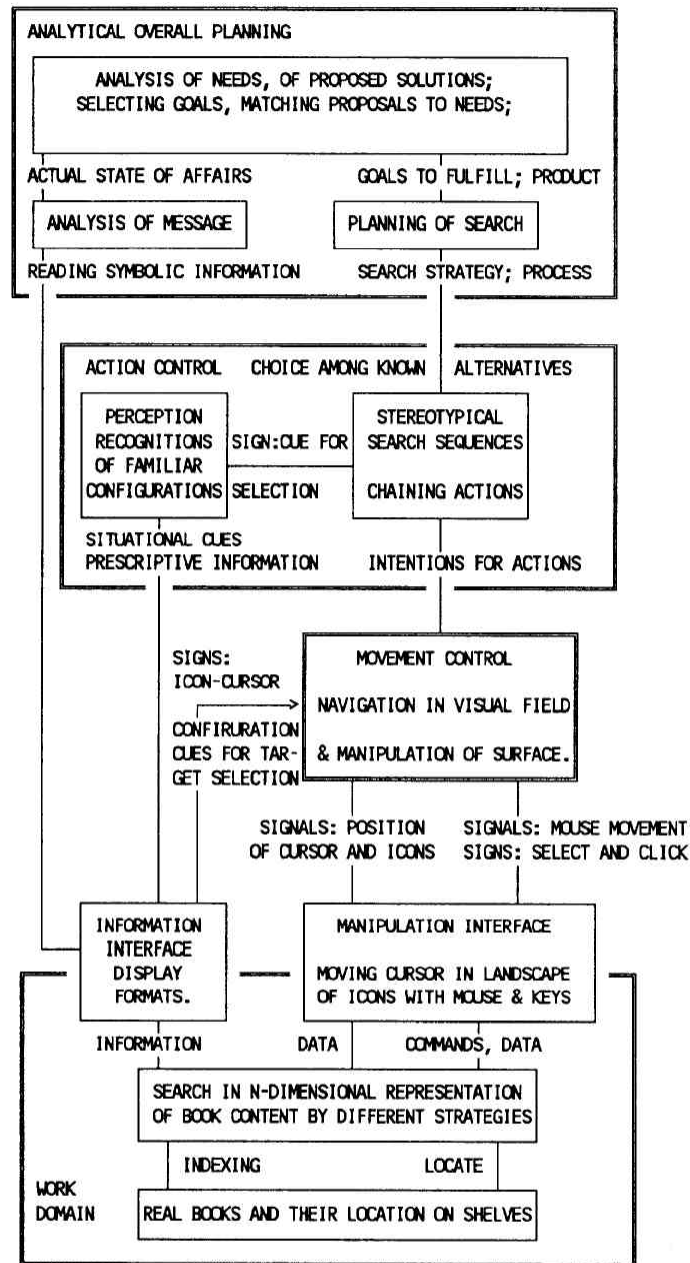 ANALYTICAL OVERALL PLANNING
ANALYSIS OF NEEDS, OF PROPOSED SOLUTIONS;
SELECTING GOALS, MATCHING PROPOSALS TO NEEDS;
ACTUAL STATE OF AFFAIRS
GOALS TO FULFILL; PRODUCT
ANALYSIS OF MESSAGE
PLANNING OF SEARCH
READING SYMBOLIC INFORMATION
SEARCH STRATEGY; PROCESS
ACTION CONTROL CHOICE AMONG KNOWN ALTERNATIVES
PERCEPTION
RECOGNITIONS
OF FAMILIAR
CONFIGURATIONS
SIGN:CUE FOR
SELECTION
STEREOTYPICAL
SEARCH SEQUENCES
CHAINING ACTIONS
SITUATIONAL CUES
PRESCRIPTIVE INFORMATION
INTENTIONS FOR ACTIONS
SIGNS:
ICON-CURSOR
CONFIRURATION
CUES FOR TAR-
GET SELECTION
MOVEMENT CONTROL
NAVIGATION IN VISUAL FIELD
& MANIPULATION OF SURFACE.
SIGNALS: POSITION
OF CURSOR AND ICONS
SIGNALS: MOUSE MOVEMENT
SIGNS: SELECT AND CLICK
INFORMATION
INTERFACE
DISPLAY
FORMATS.
MANIPULATION INTERFACE
MOVING CURSOR IN LANDSCAPE
OF ICONS WITH MOUSE & KEYS
INFORMATION
DATA
COMMANDS, DATA
SEARCH IN N-DIMENSIONAL REPRESENTATION
OF BOOK CONTENT BY DIFFERENT STRATEGIES
INDEXING
LOCATE
WORK
DOMAIN
REAL BOOKS AND THEIR LOCATION ON SHELVES